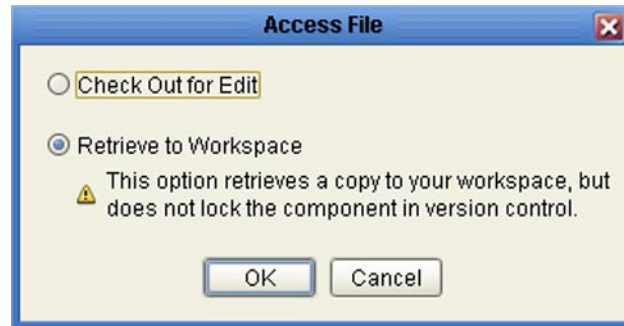 Access File
Check Out for Edit
Retrieve to Workspace
This option retrieves a copy to your workspace, but
does not lock the component in version control.
OK Cancel